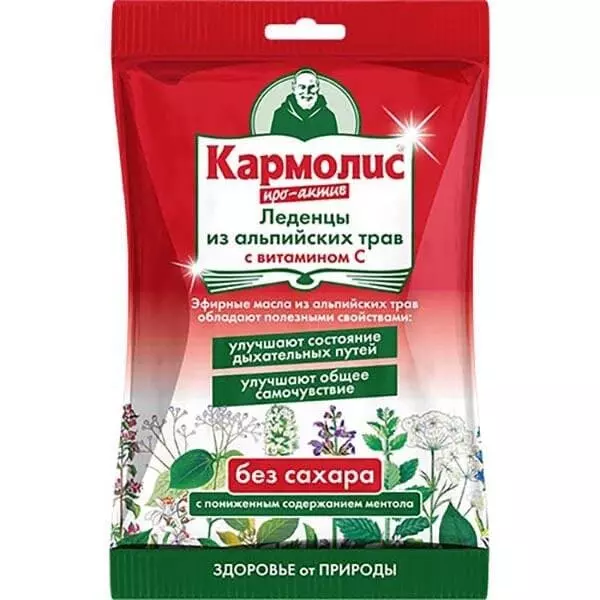 Кармолис®
про-актив
Леденцы
из альпийских трав
с витамином С
Эфирные масла из альпийских трав
обладают полезными свойствами:
улучшают состояние
дыхательных путей
улучшают общее
самочувствие
без сахара
с пониженным содержанием ментола
ЗДОРОВЬЕ от ПРИРОДЫ